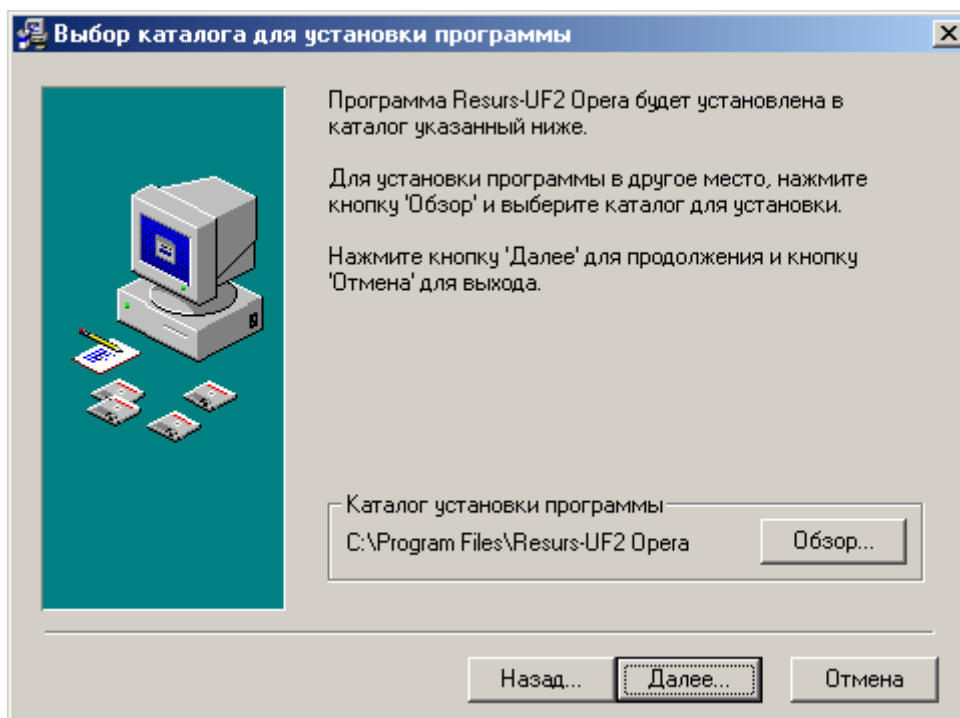 Выбор каталога для установки программы
Программа Resurs-UF2 Opera будет установлена в
каталог указанный ниже.
Для установки программы в другое место, нажмите
кнопку 'Обзор' и выберите каталог для установки.
Нажмите кнопку 'Далее' для продолжения и кнопку
'Отмена' для выхода.
Каталог установки программы
C:\Program Files\Resurs-UF2 Opera
Обзор...
Назад...
Далее...
Отмена